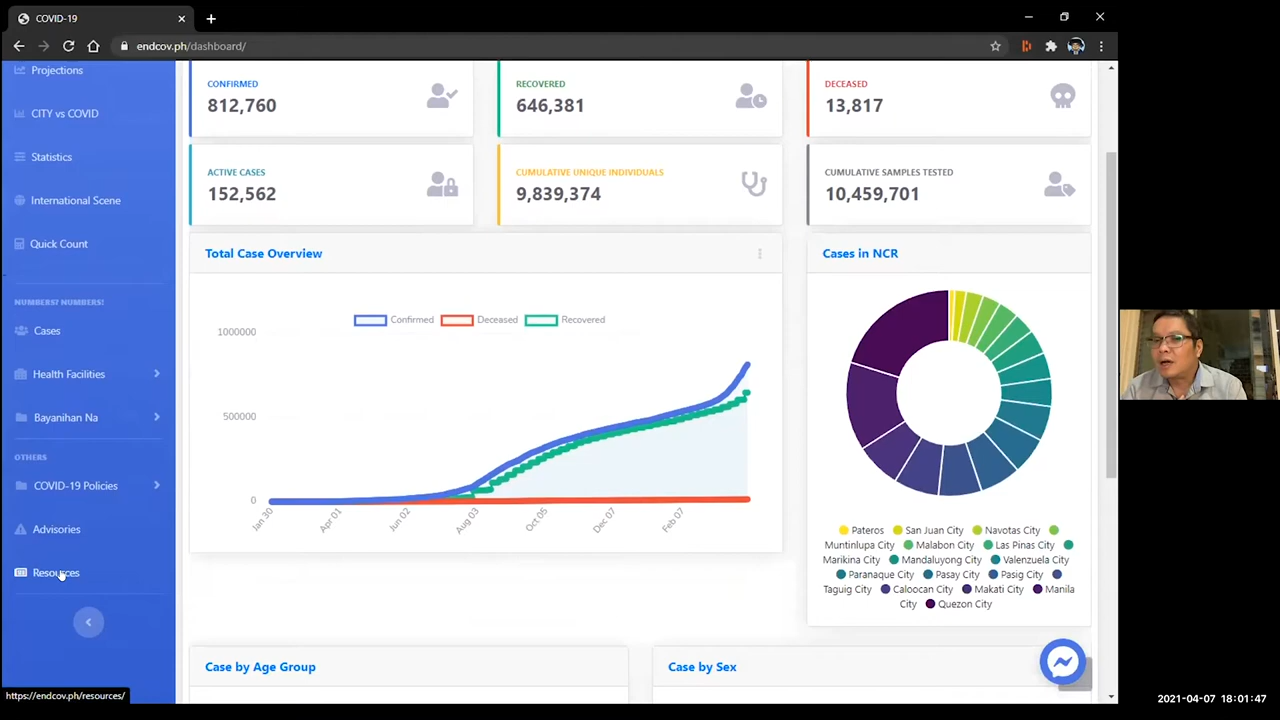 COVID-19
endcov.ph/dashboard/
Projections
CITY vs COVID
Statistics
International Scene
Quick Count
NUMBERS! NUMBERS!
Cases
Health Facilities
Bayanihan Na
OTHERS
COVID-19 Policies
Advisories
Resources
https://endcov.ph/resources/
CONFIRMED
812,760
RECOVERED
646,381
DECEASED
13,817
ACTIVE CASES
152,562
CUMULATIVE UNIQUE INDIVIDUALS
9,839,374
CUMULATIVE SAMPLES TESTED
10,459,701
Total Case Overview
Confirmed Deceased Recovered
1000000
500000
0
Jan 30 Apr 01 Jun 02 Aug 03 Oct 05 Dec 07 Feb 07
Cases in NCR
Pateros San Juan City Navotas City
Muntinlupa City Malabon City Las Pinas City
Marikina City Mandaluyong City Valenzuela City
Paranaque City Pasay City Pasig City
Taguig City Caloocan City Makati City Manila
City Quezon City
Case by Age Group
Case by Sex
2021-04-07 18:01:47